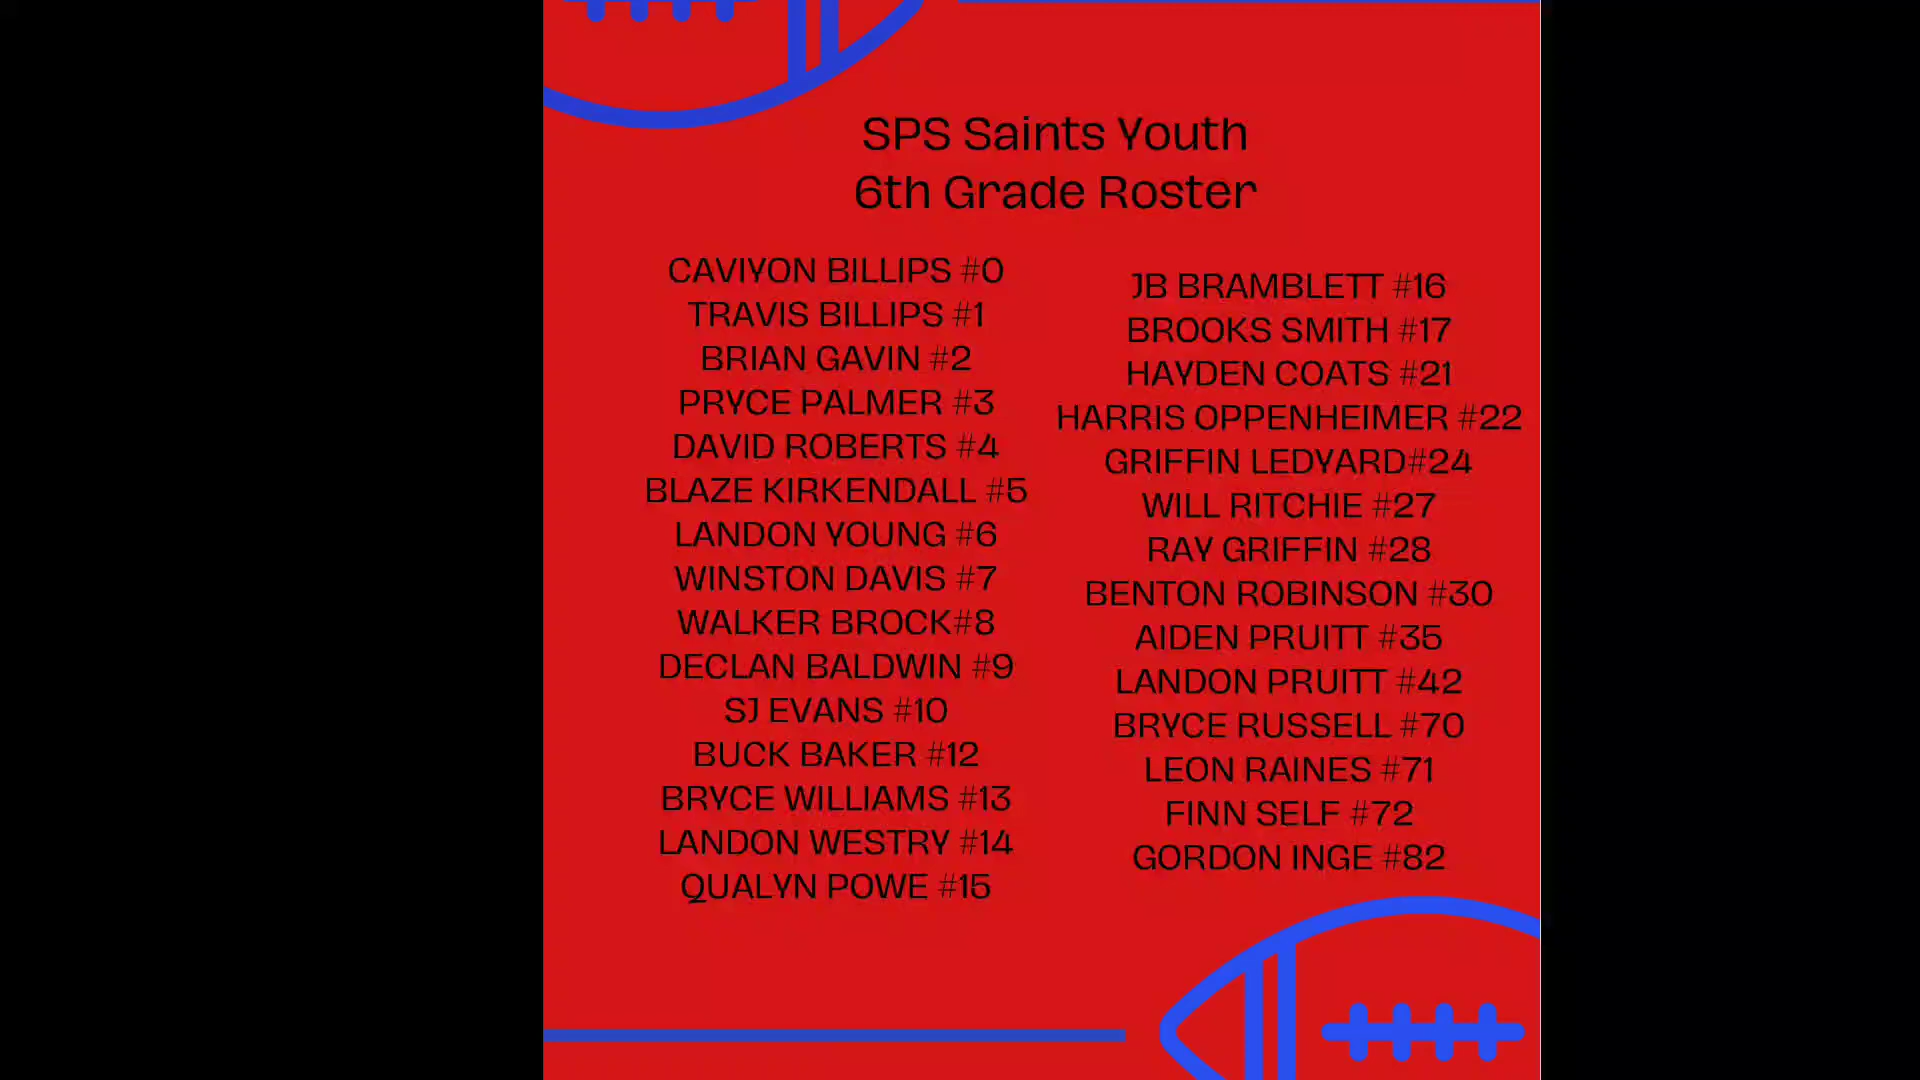 SPS Saints Youth
6th Grade Roster
CAVIYON BILLIPS #0
TRAVIS BILLIPS #1
BRIAN GAVIN #2
PRYCE PALMER #3
DAVID ROBERTS #4
BLAZE KIRKENDALL #5
LANDON YOUNG #6
WINSTON DAVIS #7
WALKER BROCK#8
DECLAN BALDWIN #9
SJ EVANS #10
BUCK BAKER #12
BRYCE WILLIAMS #13
LANDON WESTRY #14
QUALYN POWE #15
JB BRAMBLETT #16
BROOKS SMITH #17
HAYDEN COATS #21
HARRIS OPPENHEIMER #22
GRIFFIN LEDYARD#24
WILL RITCHIE #27
RAY GRIFFIN #28
BENTON ROBINSON #30
AIDEN PRUITT #35
LANDON PRUITT #42
BRYCE RUSSELL #70
LEON RAINES #71
FINN SELF #72
GORDON INGE #82